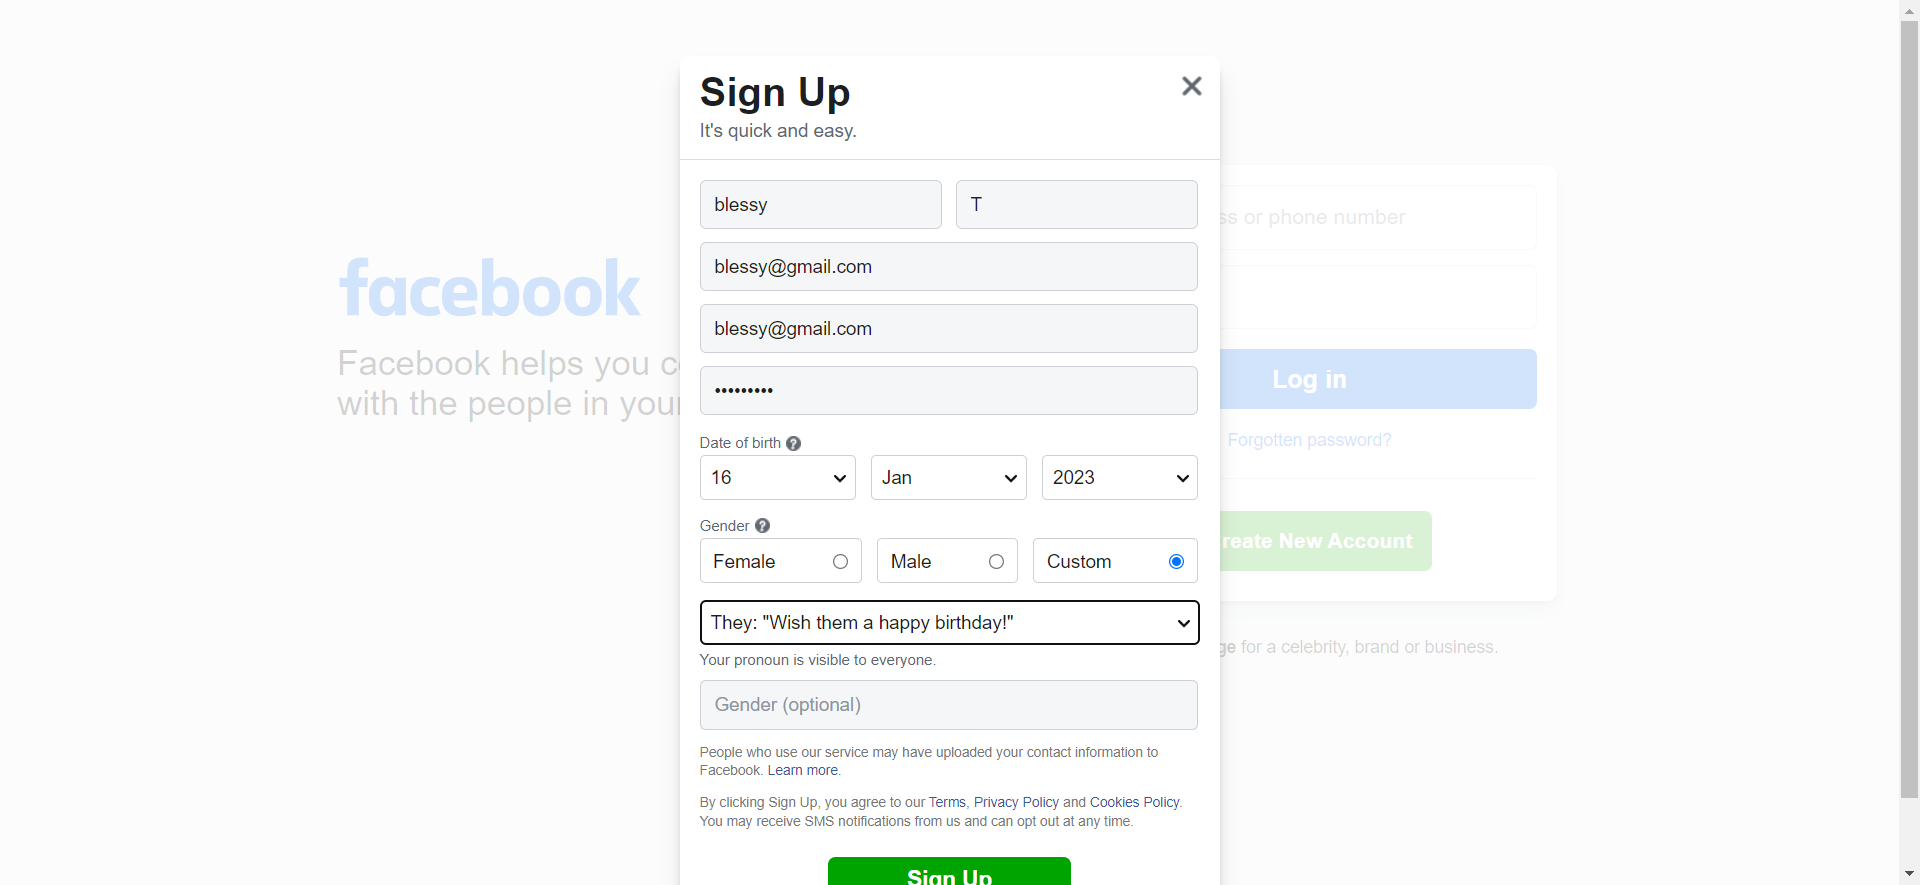 Sign Up
It's quick and easy.
blessy
T
blessy@gmail.com
blessy@gmail.com
•••••••••
Date of birth
16
Jan
2023
Gender
Female
Male
Custom
They: "Wish them a happy birthday!"
Your pronoun is visible to everyone.
Gender (optional)
People who use our service may have uploaded your contact information to
Facebook. Learn more.
By clicking Sign Up, you agree to our Terms, Privacy Policy and Cookies Policy.
You may receive SMS notifications from us and can opt out at any time.
Sign Up
facebook
Facebook helps you
with the people in your
or phone number
Log in
Forgotten password?
New Account
for a celebrity, brand or business.